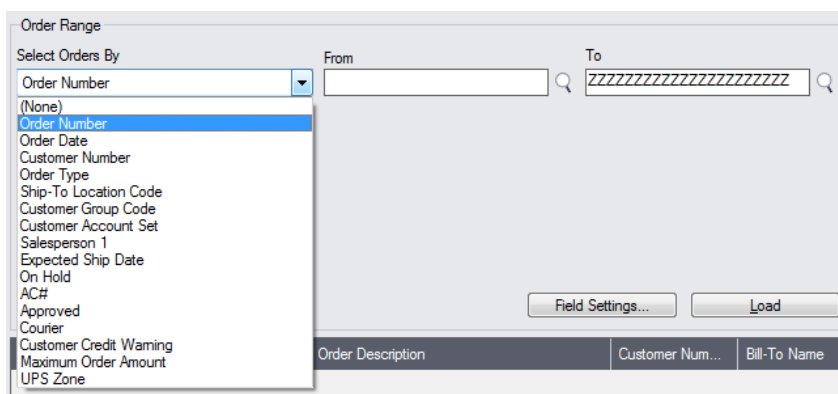 Order Range
Select Orders By
From
To
Order Number
ZZZZZZZZZZZZZZZZZZZZZZ
(None)
Order Number
Order Date
Customer Number
Order Type
Ship-To Location Code
Customer Group Code
Customer Account Set
Salesperson 1
Expected Ship Date
On Hold
AC#
Approved
Courier
Customer Credit Warning
Maximum Order Amount
UPS Zone
Field Settings...
Load
Order Description
Customer Num...
Bill-To Name